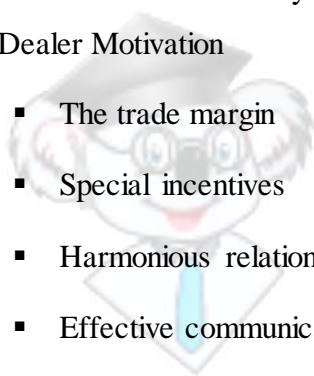 Dealer Motivation
▪ The trade margin
▪ Special incentives
▪ Harmonious relation
▪ Effective communic